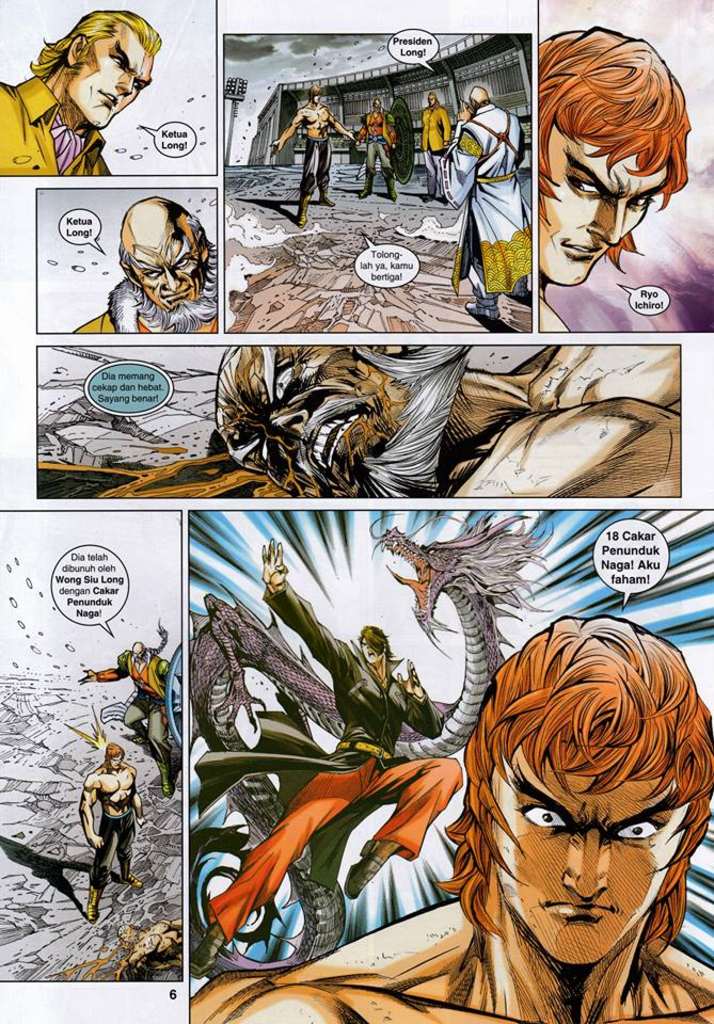 Ketua
Long!
Presiden
Long!
Ketua
Long!
Tolong-
lah ya, kamu
bertiga!
Ryo
Ichiro!
Dia memang
cekap dan hebat.
Sayang benar!
Dia telah
dibunuh oleh
Wong Siu Long
dengan Cakar
Penunduk
Naga!
18 Cakar
Penunduk
Naga! Aku
faham!
6